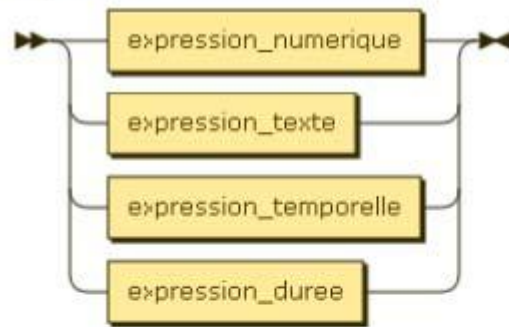 expression_numerique
expression_texte
expression_temporelle
expression_duree